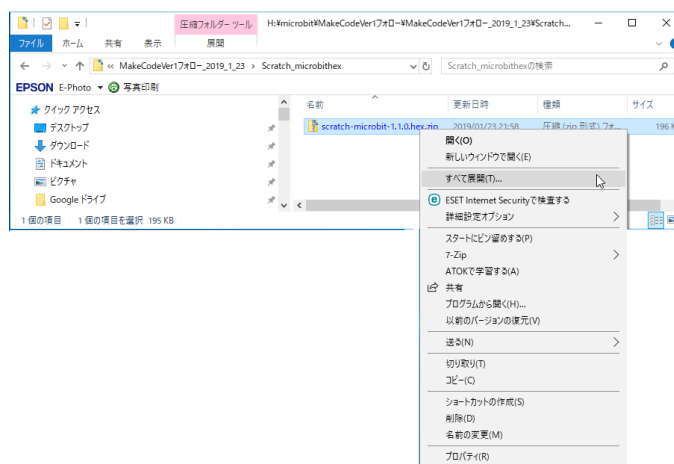 圧縮フォルダー ツール
H:¥microbit¥MakeCodeVer1フォロー¥MakeCodeVer1フォロー_2019_1_23¥Scratch...
ファイル ホーム 共有 表示 展開
« MakeCodeVer1フォロー_2019_1_23 > Scratch_microbithex
Scratch_microbithexの検索
EPSON E-Photo 写真印刷
クイック アクセス
デスクトップ
ダウンロード
ドキュメント
ピクチャ
Google ドライブ
名前 更新日時 種類 サイズ
scratch-microbit-1.1.0.hex.zip 2019/01/23 21:58 圧縮 (zip 形式) フォ... 196 K
1 個の項目 1 個の項目を選択 195 KB
開く(O)
新しいウィンドウで開く(E)
すべて展開(T)...
ESET Internet Securityで検査する
詳細設定オプション
スタートにピン留めする(P)
7-Zip
ATOKで学習する(A)
共有
プログラムから開く(H)...
以前のバージョンの復元(V)
送る(N)
切り取り(T)
コピー(C)
ショートカットの作成(S)
削除(D)
名前の変更(M)
プロパティ(R)